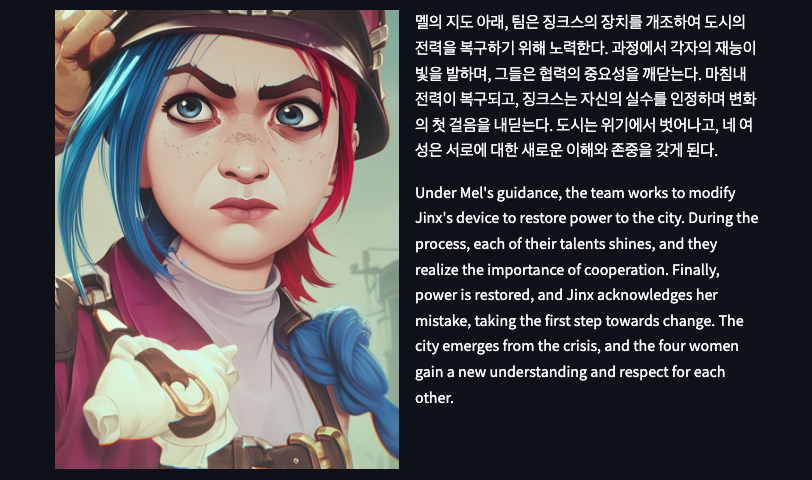 멜의 지도 아래, 팀은 징크스의 장치를 개조하여 도시의
전력을 복구하기 위해 노력한다. 과정에서 각자의 재능이
빛을 발하며, 그들은 협력의 중요성을 깨닫는다. 마침내
전력이 복구되고, 징크스는 자신의 실수를 인정하며 변화
의 첫 걸음을 내딛는다. 도시는 위기에서 벗어나고, 네 여
성은 서로에 대한 새로운 이해와 존중을 갖게 된다.
Under Mel's guidance, the team works to modify
Jinx's device to restore power to the city. During the
process, each of their talents shines, and they
realize the importance of cooperation. Finally,
power is restored, and Jinx acknowledges her
mistake, taking the first step towards change. The
city emerges from the crisis, and the four women
gain a new understanding and respect for each
other.